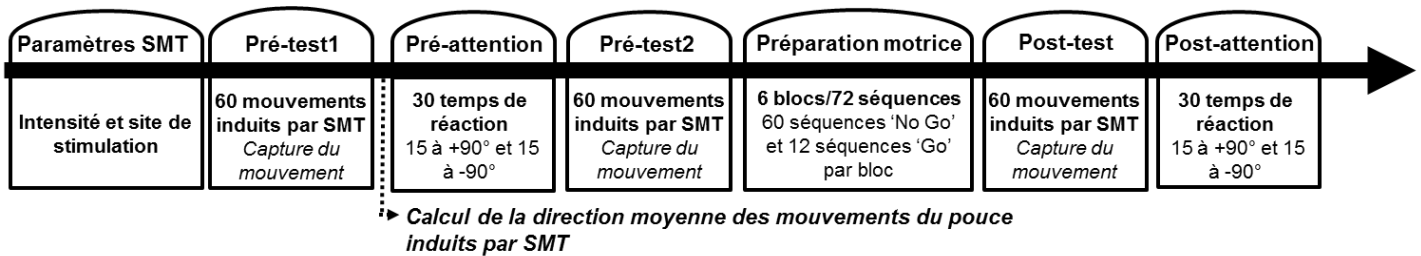 Paramètres SMT
Pré-test1
Pré-attention
Pré-test2
Préparation motrice
Post-test
Post-attention
Intensité et site de
stimulation
60 mouvements
induits par SMT
Capture du
mouvement
30 temps de
réaction
15 à +90° et 15
à -90°
60 mouvements
induits par SMT
Capture du
mouvement
6 blocs/72 séquences
60 séquences ‘No Go’
et 12 séquences ‘Go’
par bloc
60 mouvements
induits par SMT
Capture du
mouvement
30 temps de
réaction
15 à +90° et 15
à -90°
Calcul de la direction moyenne des mouvements du pouce
induits par SMT